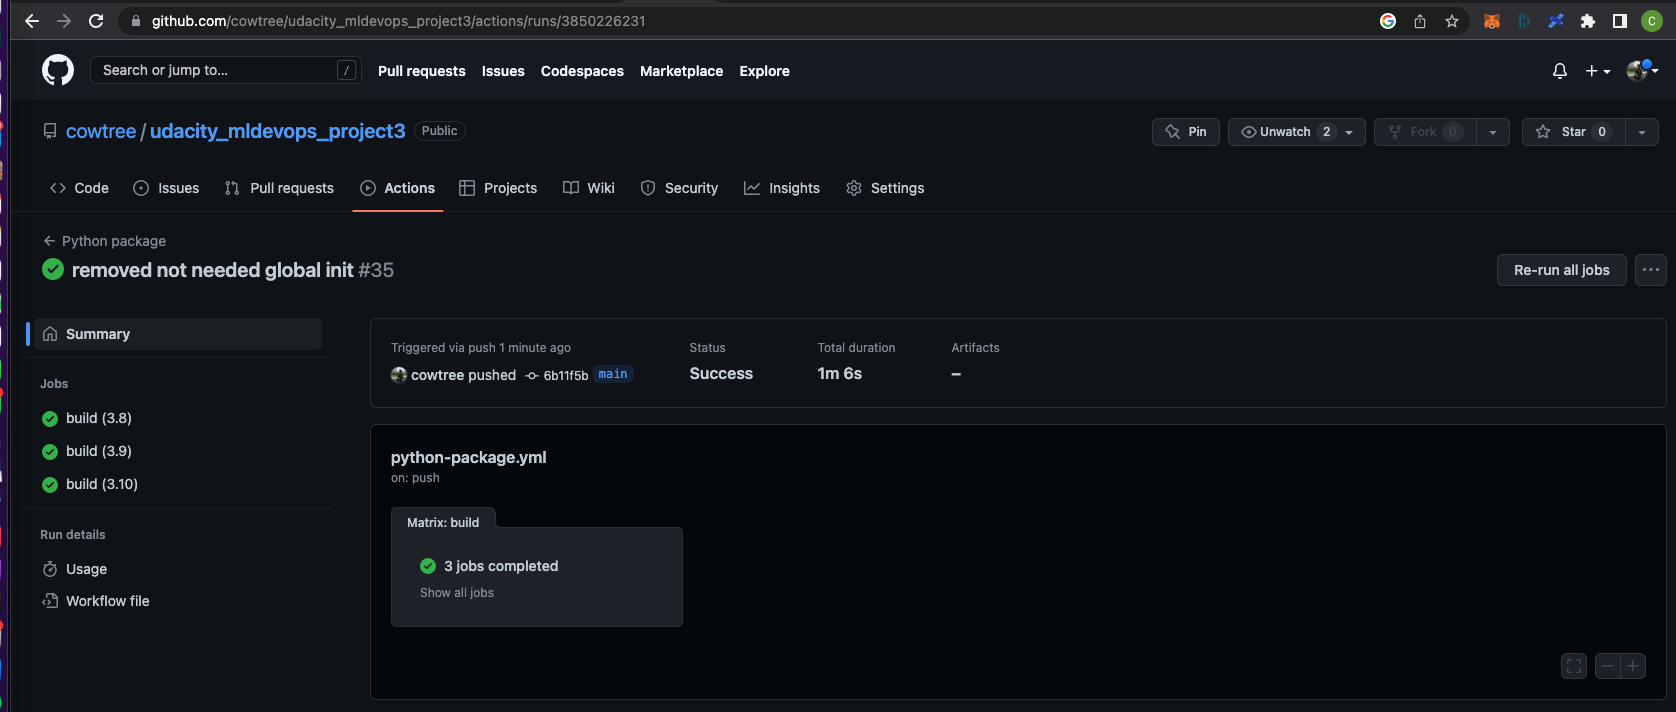 github.com/cowtree/udacity_mldevops_project3/actions/runs/3850226231
C
Search or jump to... /
Pull requests Issues Codespaces Marketplace Explore
cowtree / udacity_mldevops_project3 Public
Pin Unwatch 2 Fork 0 Star 0
Code Issues Pull requests Actions Projects Wiki Security Insights Settings
Python package
removed not needed global init #35
Re-run all jobs
Summary
Jobs
build (3.8)
build (3.9)
build (3.10)
Run details
Usage
Workflow file
Triggered via push 1 minute ago
cowtree pushed 6b11f5b main
Status
Success
Total duration
1m 6s
Artifacts
–
python-package.yml
on: push
Matrix: build
3 jobs completed
Show all jobs